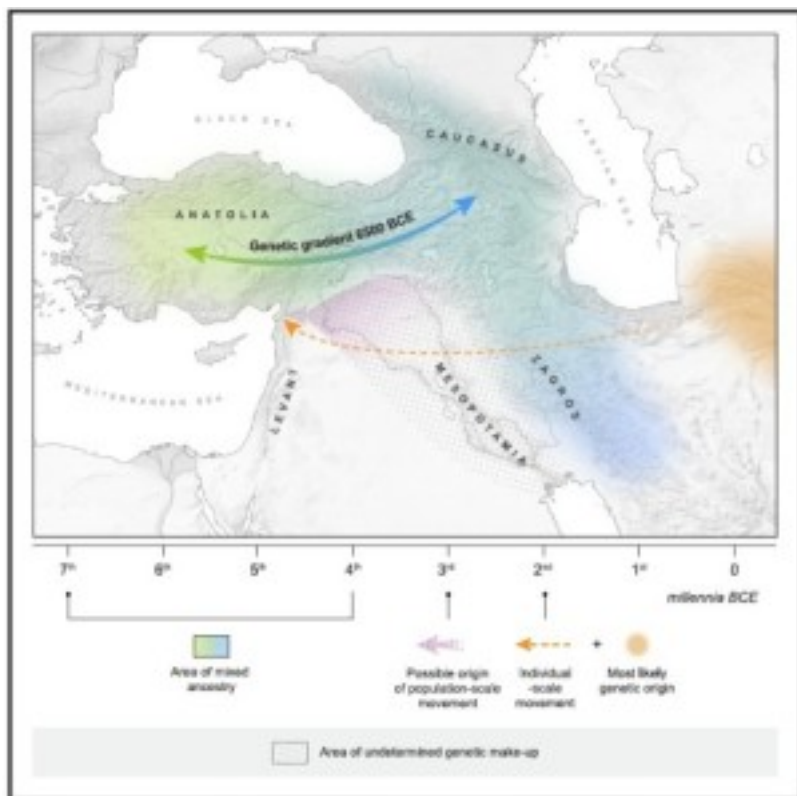 BLACK SEA
CAUCASUS
CASPIAN SEA
ANATOLIA
Genetic gradient 6500 BCE
MEDITERRANEAN SEA
LEVANT
MESOPOTAMIA
ZAGROS
7th 6th 5th 4th 3rd 2nd 1st 0
millennia BCE
Area of mixed
ancestry
Possible origin
of population-scale
movement
Individual
-scale
movement
+
Most likely
genetic origin
Area of undetermined genetic make-up